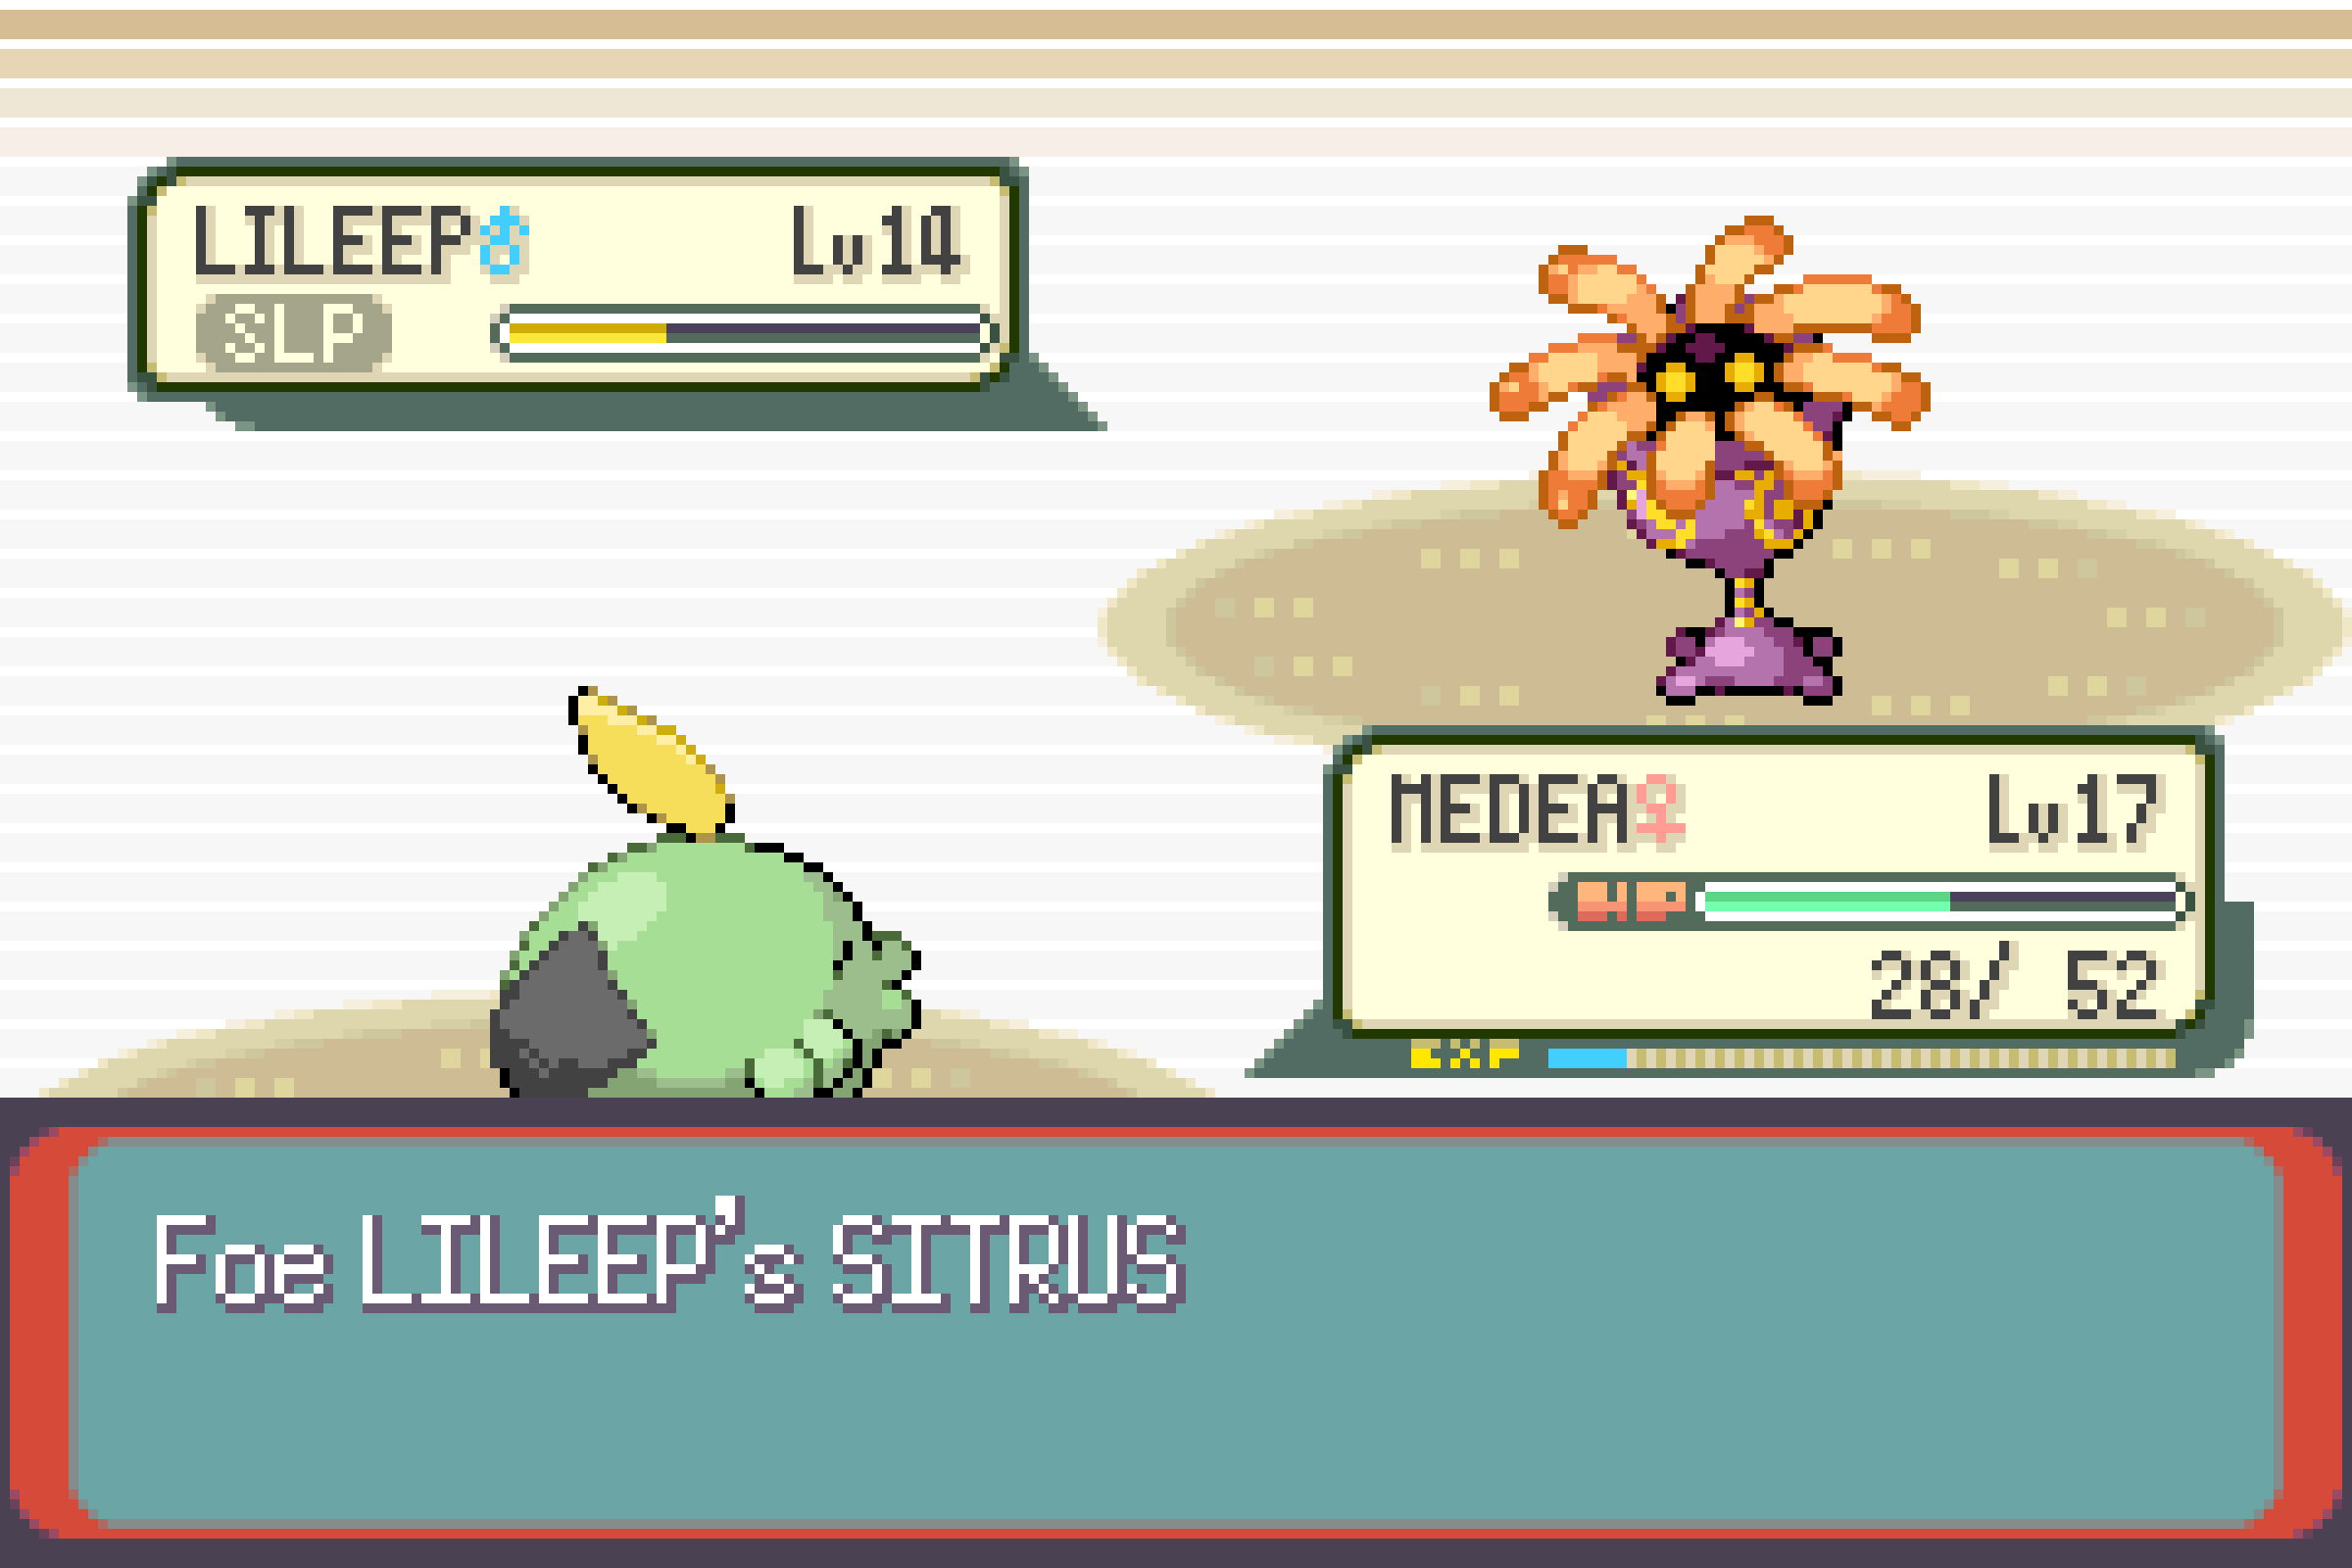 LILEEP♂ Lv14
SLP
MEDEA♀ Lv17
HP
28/ 52
EXP
Foe LILEEP's SITRUS